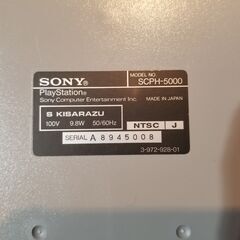 SONY® MODEL NO. SCPH-5000
PlayStation®
Sony Computer Entertainment Inc. MADE IN JAPAN
S KISARAZU
100V 9.8W 50/60Hz NTSC J
SERIAL A8945008
3-972-928-01